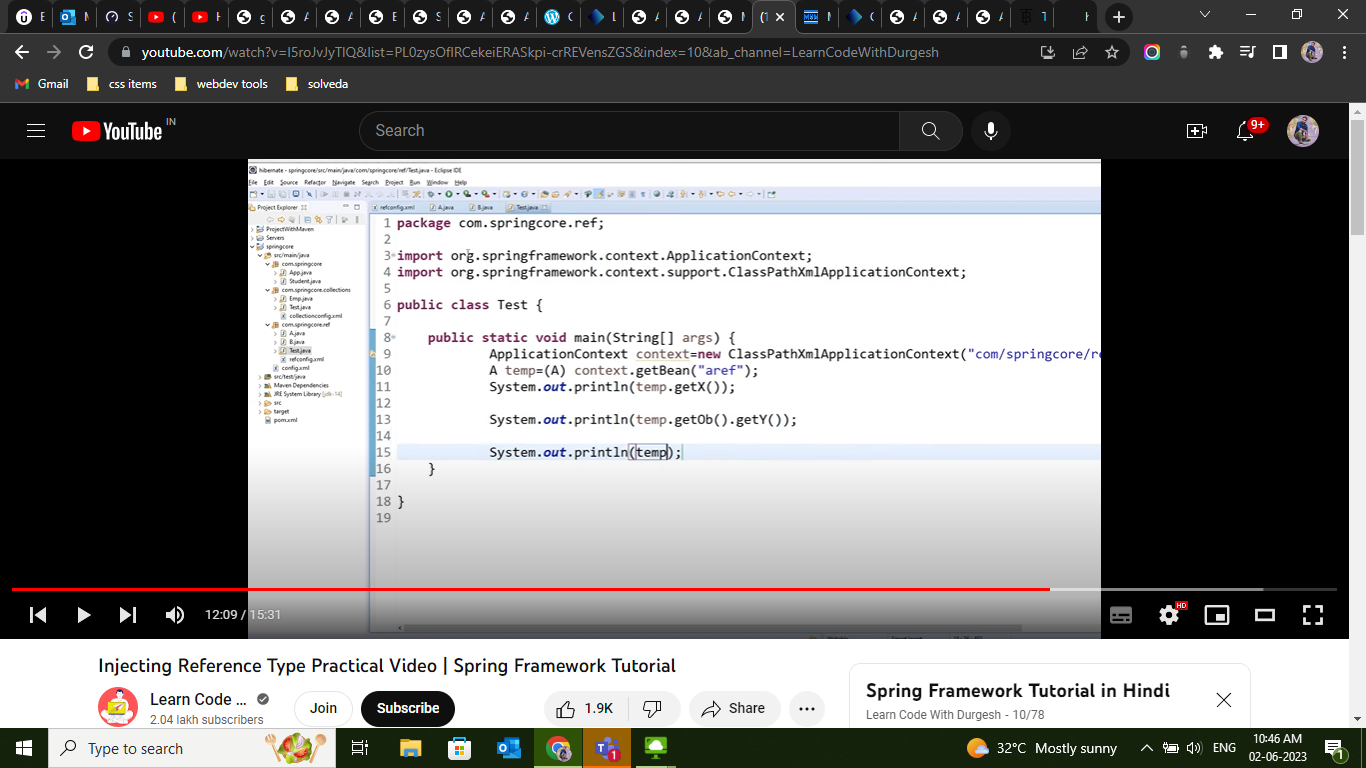 youtube.com/watch?v=I5roJvJyTlQ&list=PL0zysOflRCekeiERASkpi-crREVensZGS&index=10&ab_channel=LearnCodeWithDurgesh
Gmail
css items
webdev tools
solveda
YouTube IN
Search
9+
hibernate - springcore/src/main/java/com/springcore/ref/Test.java - Eclipse IDE
File Edit Source Refactor Navigate Search Project Run Window Help
Project Explorer
refconfig.xml
A.java
B.java
Test.java
ProjectWithMaven
Servers
springcore
src/main/java
com.springcore
App.java
Student.java
com.springcore.collections
Emp.java
Test.java
collectionconfig.xml
com.springcore.ref
A.java
B.java
Test.java
refconfig.xml
config.xml
src/test/java
Maven Dependencies
JRE System Library [jdk-14]
src
target
pom.xml
1 package com.springcore.ref;
2
3 import org.springframework.context.ApplicationContext;
4 import org.springframework.context.support.ClassPathXmlApplicationContext;
5
6 public class Test {
7
8 public static void main(String[] args) {
9 ApplicationContext context=new ClassPathXmlApplicationContext("com/springcore/re
10 A temp=(A) context.getBean("aref");
11 System.out.println(temp.getX());
12
13 System.out.println(temp.getOb().getY());
14
15 System.out.println(temp);
16 }
17
18 }
19
12:09 / 15:31
HD
Injecting Reference Type Practical Video | Spring Framework Tutorial
Learn Code ...
2.04 lakh subscribers
Join
Subscribe
1.9K
Share
Spring Framework Tutorial in Hindi
Learn Code With Durgesh - 10/78
Type to search
1
32°C Mostly sunny
ENG
10:46 AM
02-06-2023
1